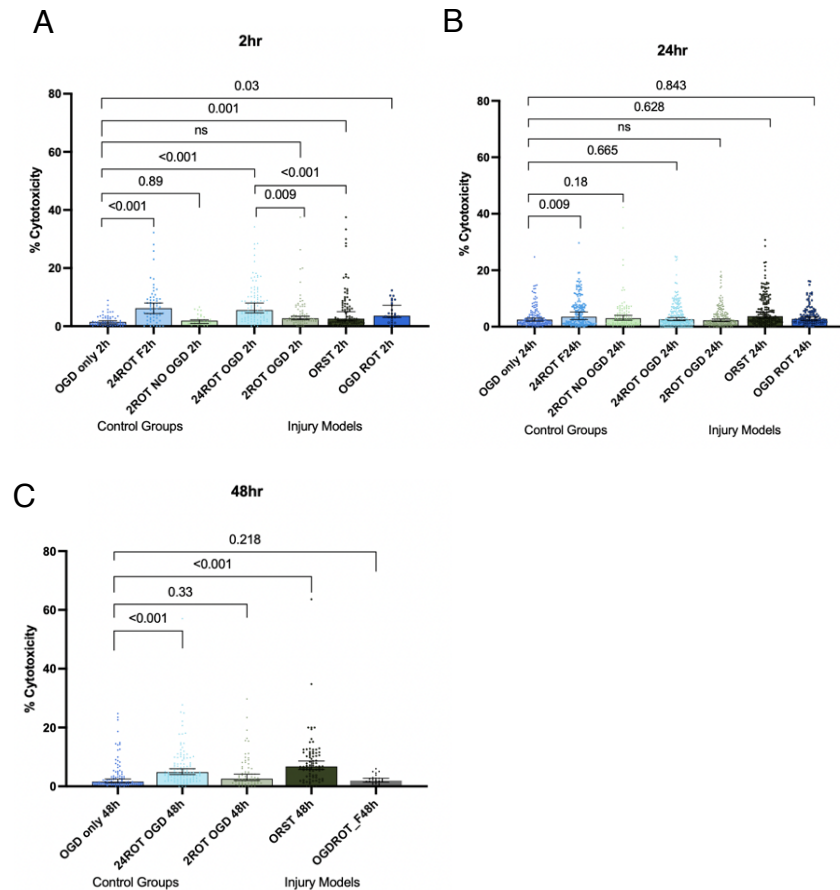 A
2hr
% Cytotoxicity
80
60
40
20
0
0.03
0.001
ns
<0.001
<0.001
0.89
0.009
<0.001
OGD only 2h
24ROT F2h
2ROT NO OGD 2h
24ROT OGD 2h
2ROT OGD 2h
ORST 2h
OGD ROT 2h
Control Groups
Injury Models
B
24hr
% Cytotoxicity
80
60
40
20
0
0.843
0.628
ns
0.665
0.18
0.009
OGD only 24h
24ROT F24h
2ROT NO OGD 24h
24ROT OGD 24h
2ROT OGD 24h
ORST 24h
OGD ROT 24h
Control Groups
Injury Models
C
48hr
% Cytotoxicity
80
60
40
20
0
0.218
<0.001
0.33
<0.001
OGD only 48h
24ROT OGD 48h
2ROT OGD 48h
ORST 48h
OGDROT_F48h
Control Groups
Injury Models